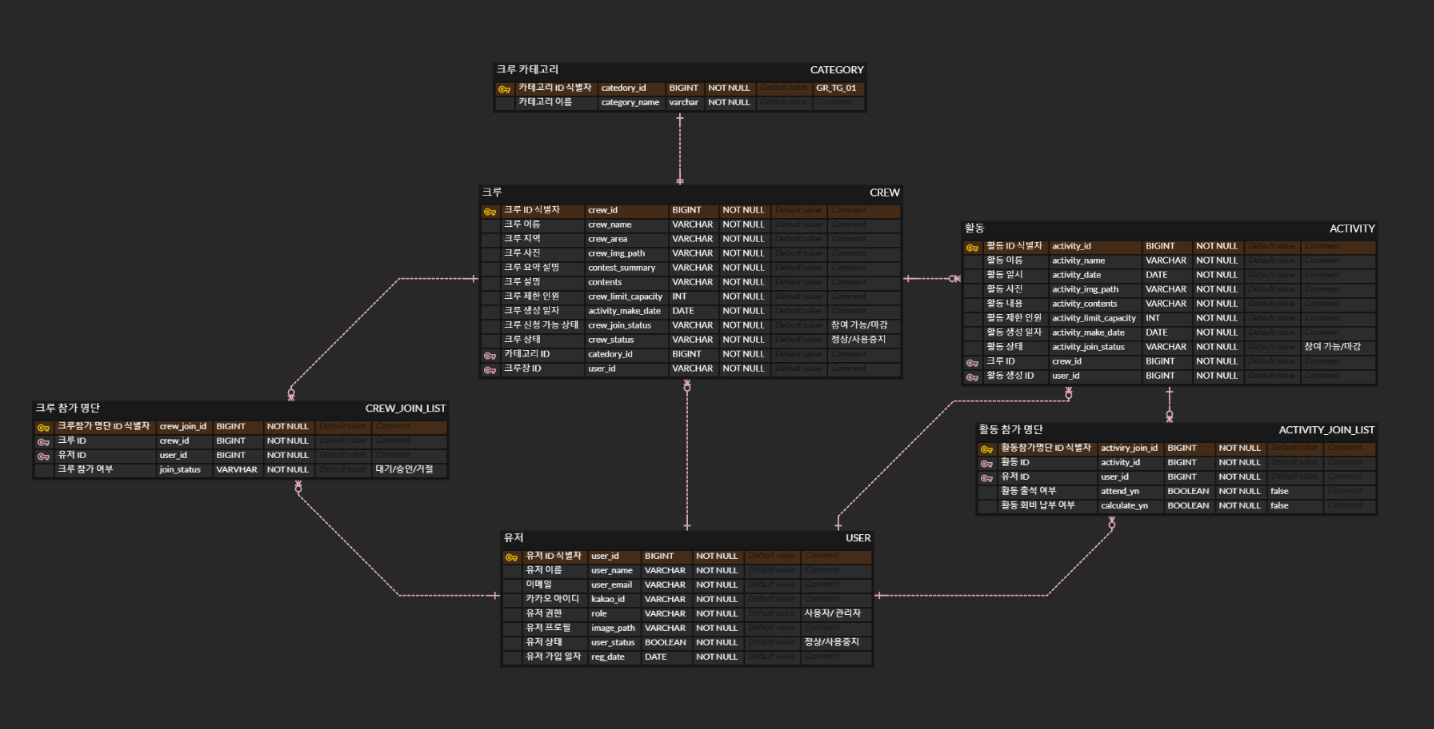 크루 카테고리 CATEGORY
카테고리 ID 식별자 catedory_id BIGINT NOT NULL Default value GR_TG_01
카테고리 이름 category_name varchar NOT NULL Default value Comment
크루 CREW
크루 ID 식별자 crew_id BIGINT NOT NULL Default value Comment
크루 이름 crew_name VARCHAR NOT NULL Default value Comment
크루 지역 crew_area VARCHAR NOT NULL Default value Comment
크루 사진 crew_img_path VARCHAR NOT NULL Default value Comment
크루 요약 설명 contest_summary VARCHAR NOT NULL Default value Comment
크루 설명 contents VARCHAR NOT NULL Default value Comment
크루 제한 인원 crew_limit_capacity INT NOT NULL Default value Comment
크루 생성 일자 activity_make_date DATE NOT NULL Default value Comment
크루 신청 가능 상태 crew_join_status VARCHAR NOT NULL Default value 참여 가능/마감
크루 상태 crew_status VARCHAR NOT NULL Default value 정상/사용중지
카테고리 ID catedory_id BIGINT NOT NULL Default value Comment
크루장 ID user_id VARCHAR NOT NULL Default value Comment
활동 ACTIVITY
활동 ID 식별자 activity_id BIGINT NOT NULL Default value Comment
활동 이름 activity_name VARCHAR NOT NULL Default value Comment
활동 일시 activity_date DATE NOT NULL Default value Comment
활동 사진 activity_img_path VARCHAR NOT NULL Default value Comment
활동 내용 activity_contents VARCHAR NOT NULL Default value Comment
활동 제한 인원 activity_limit_capacity INT NOT NULL Default value Comment
활동 생성 일자 activity_make_date DATE NOT NULL Default value Comment
활동 상태 activity_join_status VARCHAR NOT NULL Default value 참여 가능/마감
크루 ID crew_id BIGINT NOT NULL Default value Comment
활동 생성 ID user_id BIGINT NOT NULL Default value Comment
크루 참가 명단 CREW_JOIN_LIST
크루참가 명단 ID 식별자 crew_join_id BIGINT NOT NULL Default value Comment
크루 ID crew_id BIGINT NOT NULL Default value Comment
유저 ID user_id BIGINT NOT NULL Default value Comment
크루 참가 여부 join_status VARVHAR NOT NULL Default value 대기/승인/거절
활동 참가 명단 ACTIVITY_JOIN_LIST
활동참가명단 ID 식별자 activiry_join_id BIGINT NOT NULL Default value Comment
활동 ID activity_id BIGINT NOT NULL Default value Comment
유저 ID user_id BIGINT NOT NULL Default value Comment
활동 출석 여부 attend_yn BOOLEAN NOT NULL false Comment
활동 회비 납부 여부 calculate_yn BOOLEAN NOT NULL false Comment
유저 USER
유저 ID 식별자 user_id BIGINT NOT NULL Default value Comment
유저 이름 user_name VARCHAR NOT NULL Default value Comment
이메일 user_email VARCHAR NOT NULL Default value Comment
카카오 아이디 kakao_id VARCHAR NOT NULL Default value Comment
유저 권한 role VARCHAR NOT NULL Default value 사용자/관리자
유저 프로필 image_path VARCHAR NOT NULL Default value Comment
유저 상태 user_status BOOLEAN NOT NULL Default value 정상/사용중지
유저 가입 일자 reg_date DATE NOT NULL Default value Comment